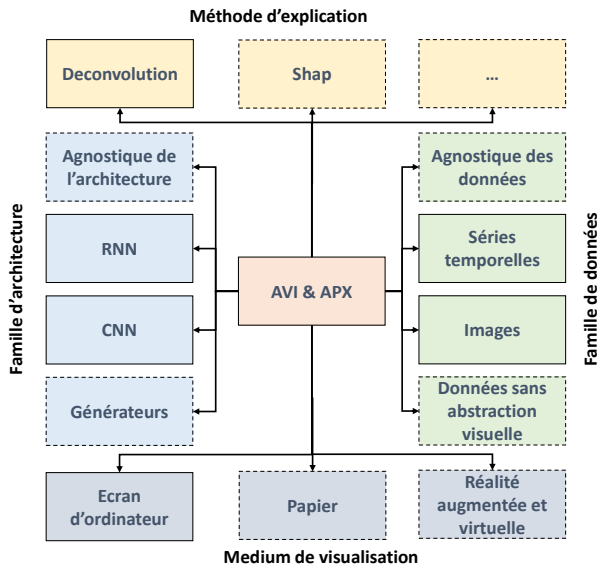 Méthode d'explication
Deconvolution
Shap
...
Famille d'architecture
Agnostique de
l'architecture
RNN
CNN
Générateurs
AVI & APX
Agnostique des
données
Séries
temporelles
Images
Données sans
abstraction
visuelle
Famille de données
Ecran
d'ordinateur
Papier
Réalité
augmentée et
virtuelle
Medium de visualisation